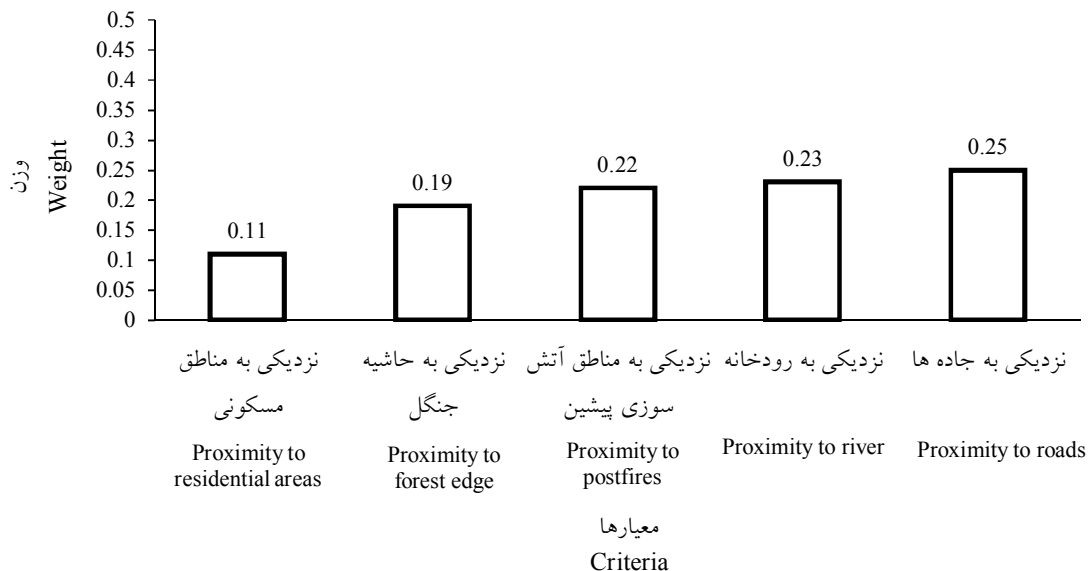 0.5
0.45
0.4
0.35
0.3
0.25
0.2
0.15
0.1
0.05
0
وزن
Weight
0.11
0.19
0.22
0.23
0.25
نزدیکی به مناطق
مسکونی
Proximity to
residential areas
نزدیکی به حاشیه
جنگل
Proximity to
forest edge
نزدیکی به مناطق آتش
سوزی پیشین
Proximity to
postfires
نزدیکی به رودخانه
Proximity to river
نزدیکی به جاده ها
Proximity to roads
معیارها
Criteria